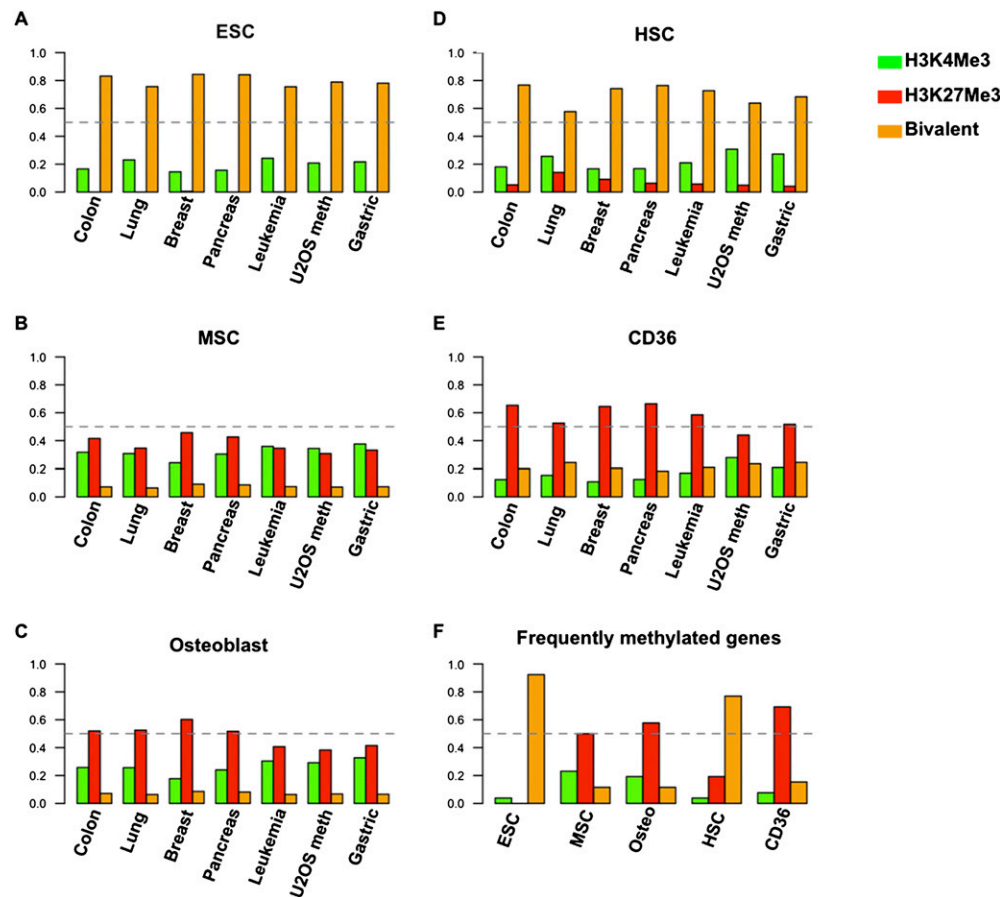 A
ESC
1.0
0.8
0.6
0.4
0.2
0.0
Colon
Lung
Breast
Pancreas
Leukemia
U2OS meth
Gastric
D
HSC
1.0
0.8
0.6
0.4
0.2
0.0
Colon
Lung
Breast
Pancreas
Leukemia
U2OS meth
Gastric
H3K4Me3
H3K27Me3
Bivalent
B
MSC
1.0
0.8
0.6
0.4
0.2
0.0
Colon
Lung
Breast
Pancreas
Leukemia
U2OS meth
Gastric
E
CD36
1.0
0.8
0.6
0.4
0.2
0.0
Colon
Lung
Breast
Pancreas
Leukemia
U2OS meth
Gastric
C
Osteoblast
1.0
0.8
0.6
0.4
0.2
0.0
Colon
Lung
Breast
Pancreas
Leukemia
U2OS meth
Gastric
F
Frequently methylated genes
1.0
0.8
0.6
0.4
0.2
0.0
ESC
MSC
Osteo
HSC
CD36